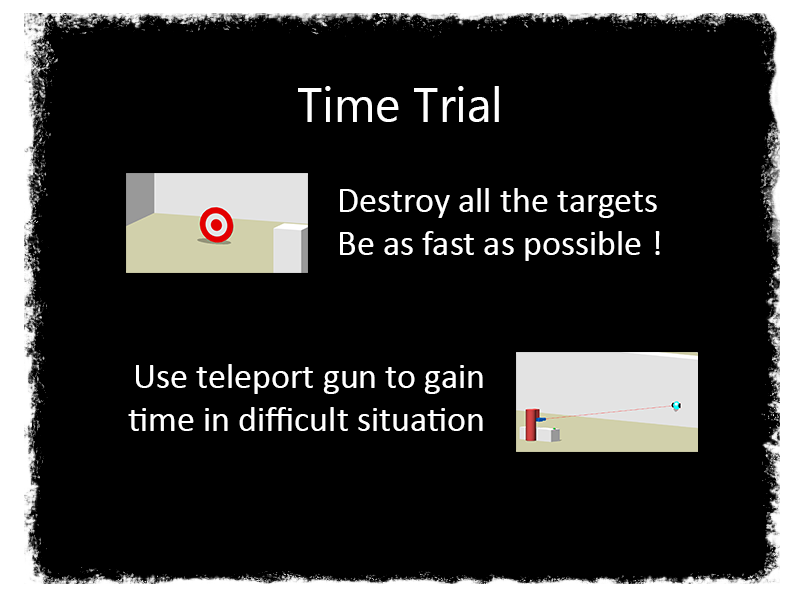 Time Trial
Destroy all the targets
Be as fast as possible !
Use teleport gun to gain
time in difficult situation